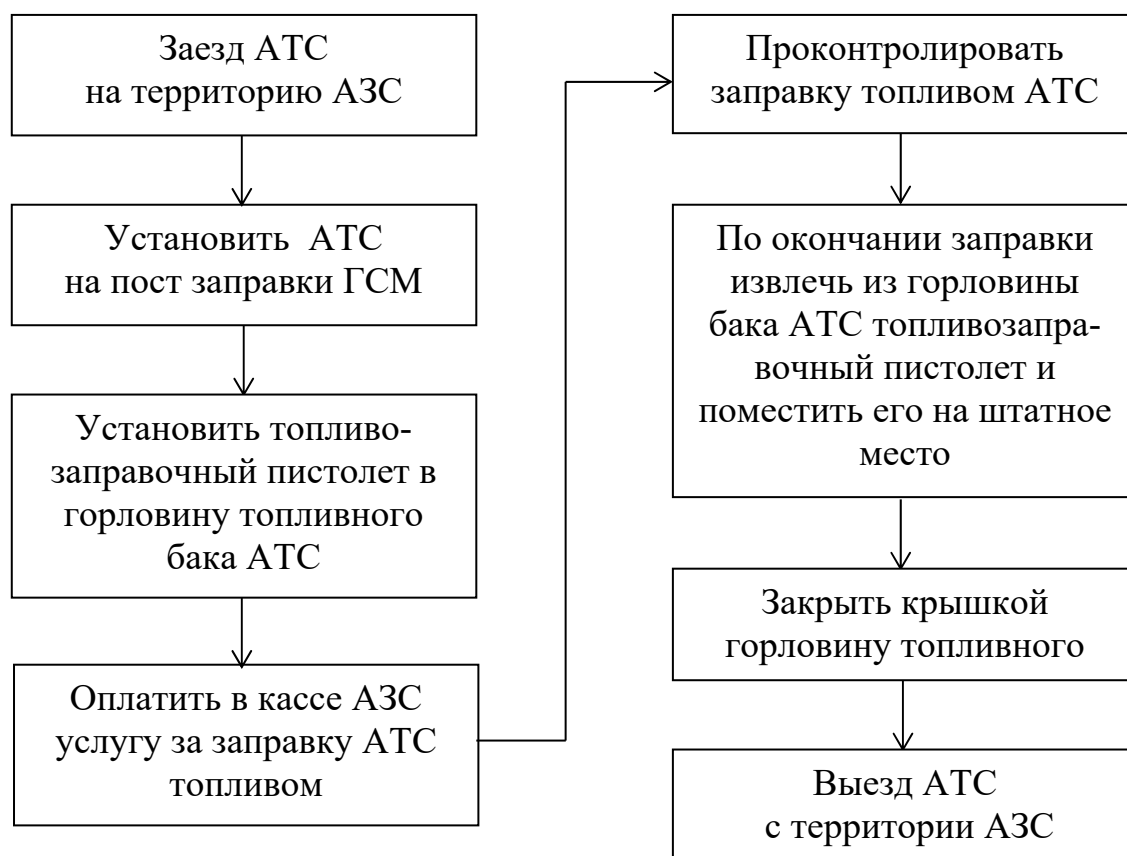 Заезд АТС
на территорию АЗС
Установить АТС
на пост заправки ГСМ
Установить топливо-
заправочный пистолет в
горловину топливного
бака АТС
Оплатить в кассе АЗС
услугу за заправку АТС
топливом
Проконтролировать
заправку топливом АТС
По окончании заправки
извлечь из горловины
бака АТС топливозапра-
вочный пистолет и
поместить его на штатное
место
Закрыть крышкой
горловину топливного
Выезд АТС
с территории АЗС